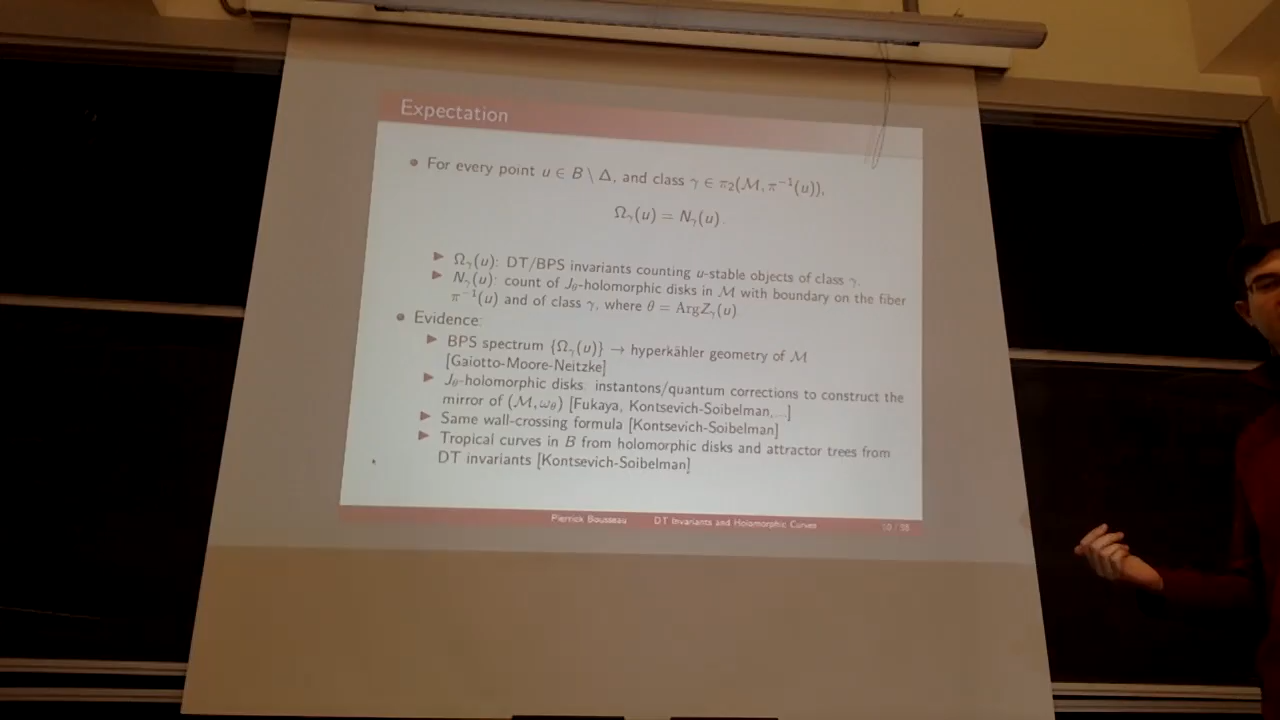 Expectation
• For every point u ∈ B \ Δ, and class γ ∈ π₂(M, π⁻¹(u)),
Ω_γ(u) = N_γ(u).
▶ Ω_γ(u): DT/BPS invariants counting u-stable objects of class γ.
▶ N_γ(u): count of J_θ-holomorphic disks in M with boundary on the fiber
π⁻¹(u) and of class γ, where θ = ArgZ_γ(u)
• Evidence:
▶ BPS spectrum {Ω_γ(u)} → hyperkähler geometry of M
[Gaiotto-Moore-Neitzke]
▶ J_θ-holomorphic disks: instantons/quantum corrections to construct the
mirror of (M, ω_θ) [Fukaya, Kontsevich-Soibelman,...]
▶ Same wall-crossing formula [Kontsevich-Soibelman]
▶ Tropical curves in B from holomorphic disks and attractor trees from
DT invariants [Kontsevich-Soibelman]
Pierrick Bousseau DT Invariants and Holomorphic Curves 10 / 38